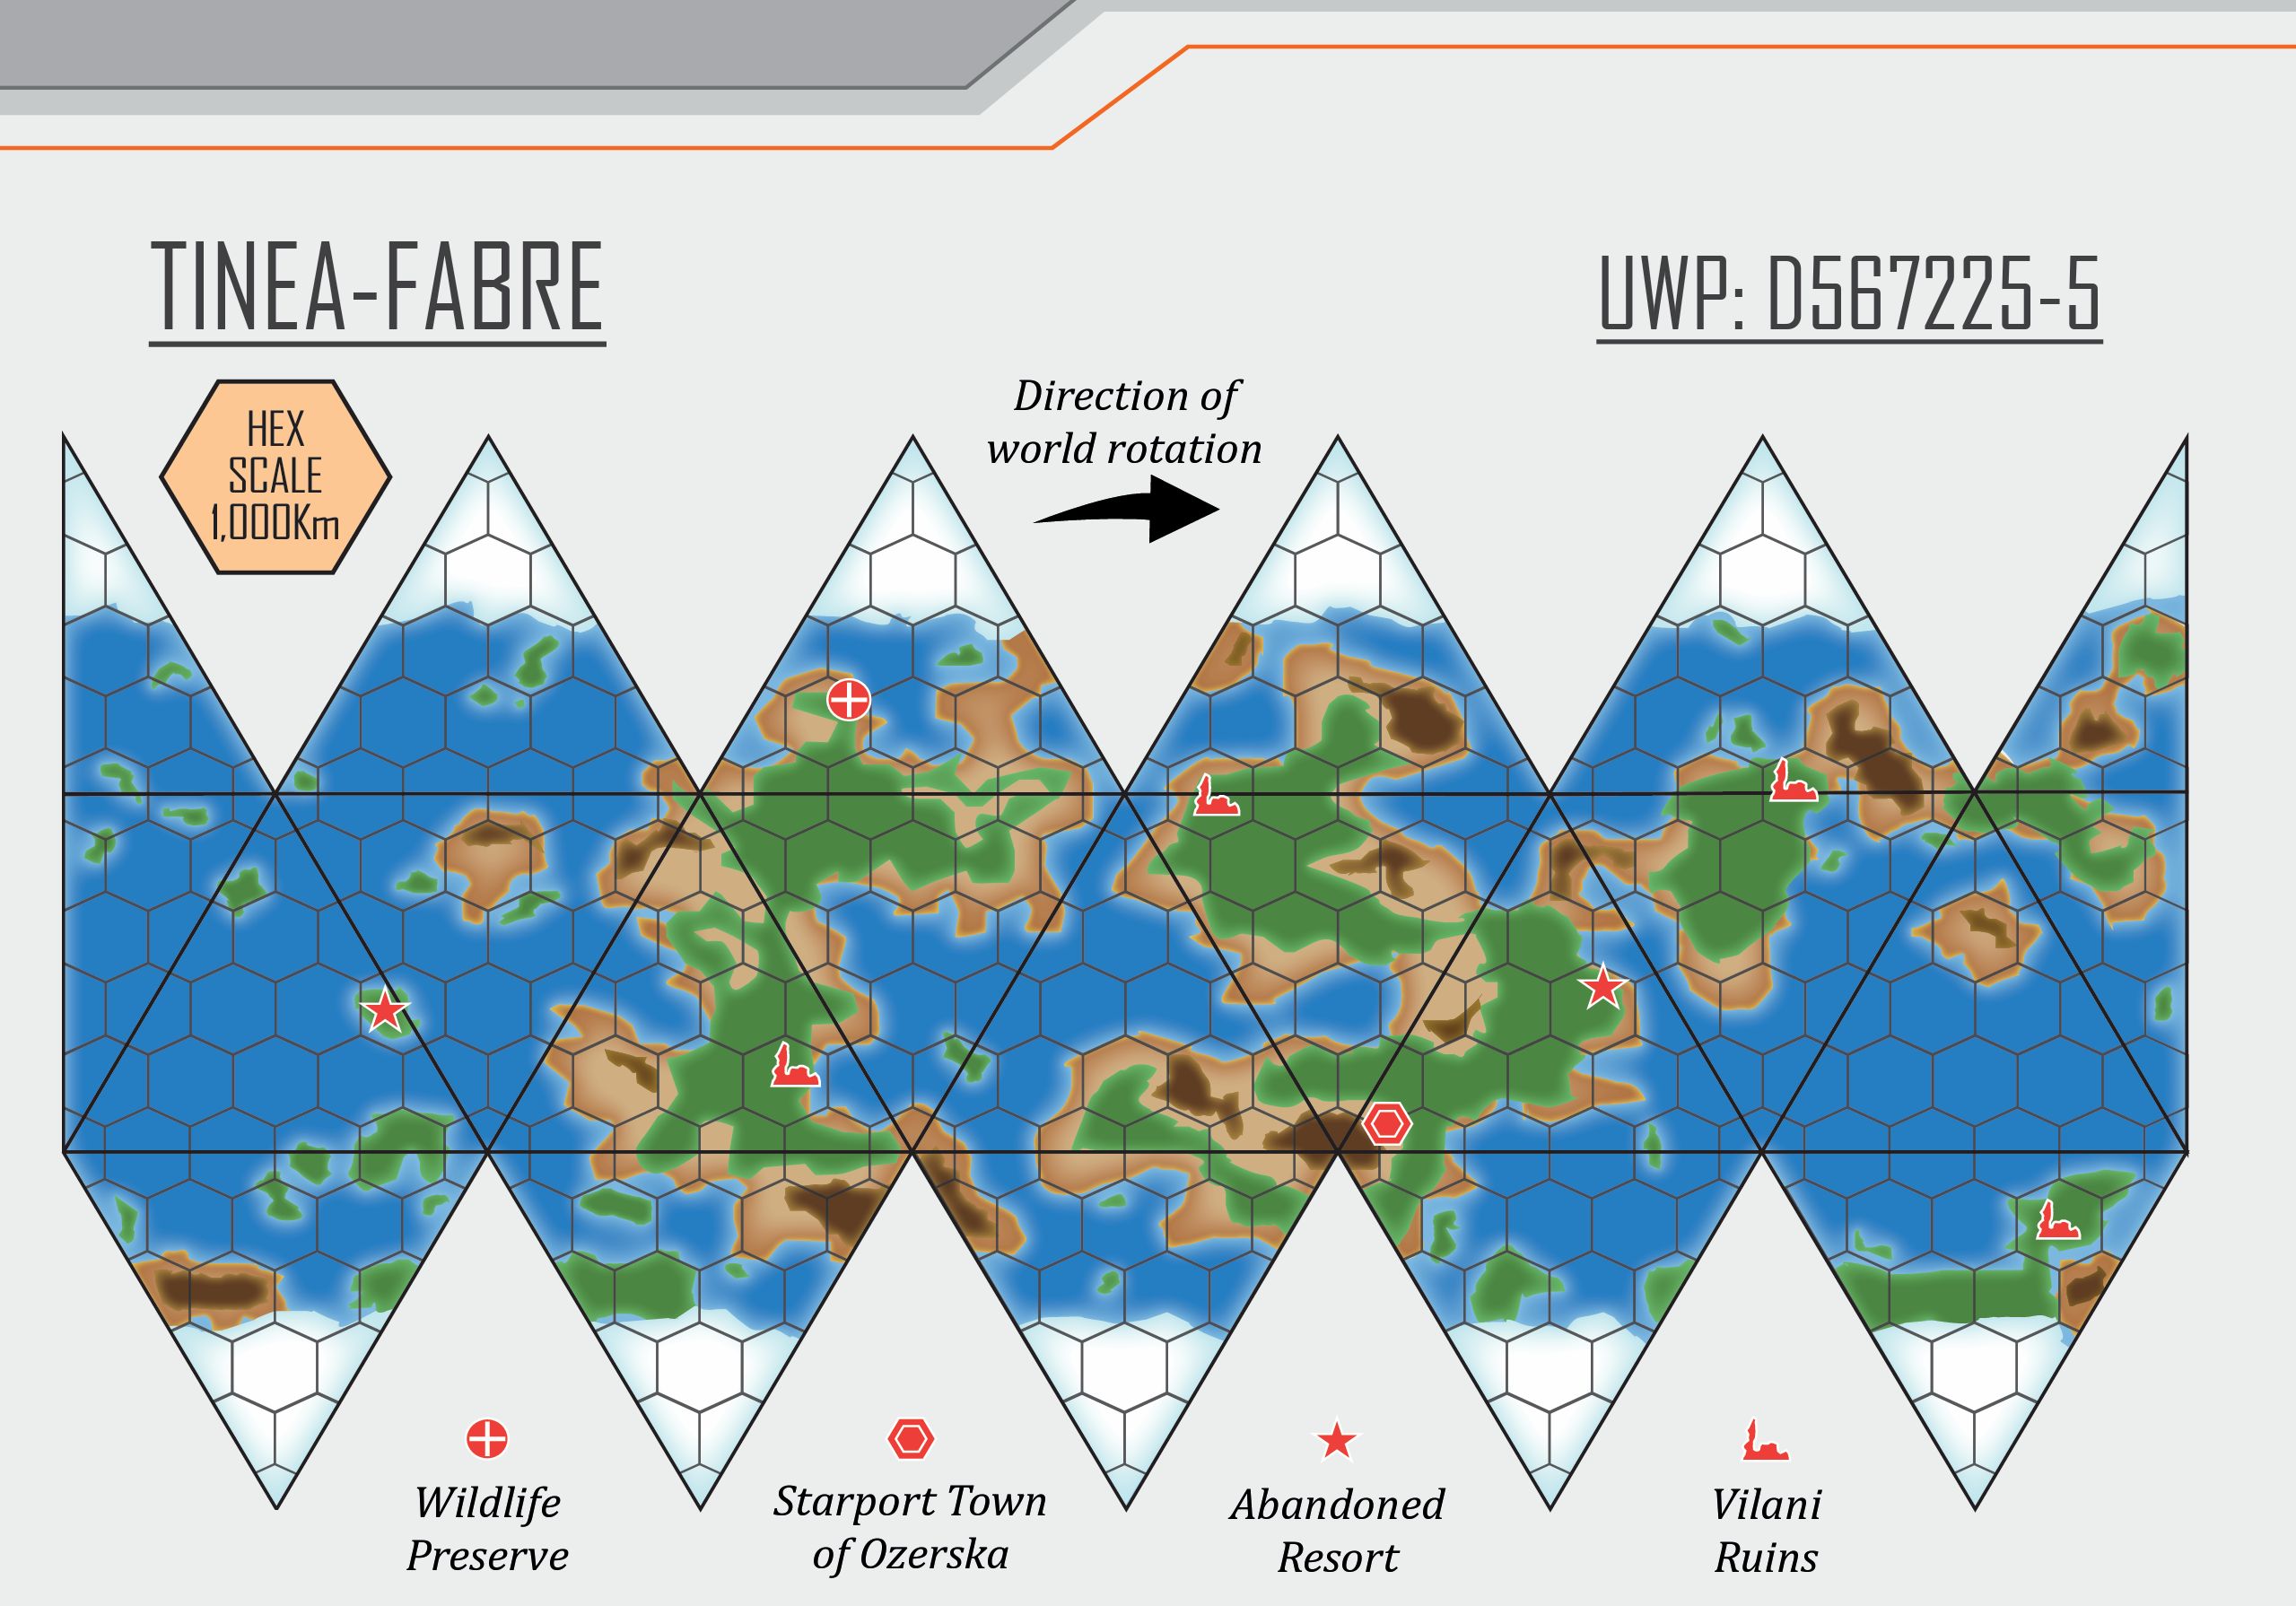 TINEA-FABRE
UWP: D567225-5
HEX
SCALE
1,000Km
Direction of
world rotation
Wildlife
Preserve
Starport Town
of Ozerska
Abandoned
Resort
Vilani
Ruins